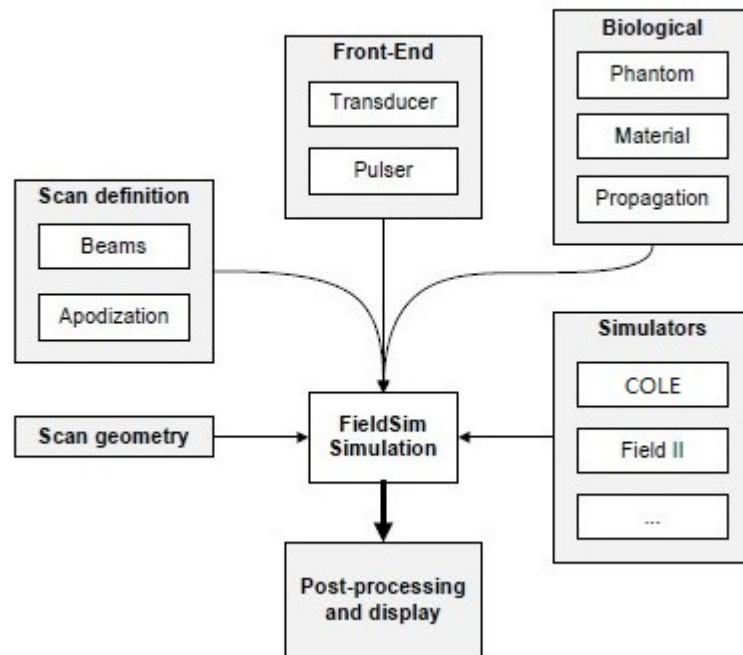 Biological
Phantom
Material
Propagation
Front-End
Transducer
Pulser
Scan definition
Beams
Apodization
Simulators
COLE
Field II
...
Scan geometry
FieldSim
Simulation
Post-processing
and display